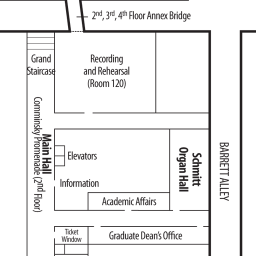 2nd, 3rd, 4th Floor Annex Bridge
Grand
Staircase
Recording
and Rehearsal
(Room 120)
Main Hall
Comminsky Promenade (2nd Floor)
Elevators
Information
Academic Affairs
Schmitt
Organ Hall
BARRETT ALLEY
Ticket
Window
Graduate Dean's Office